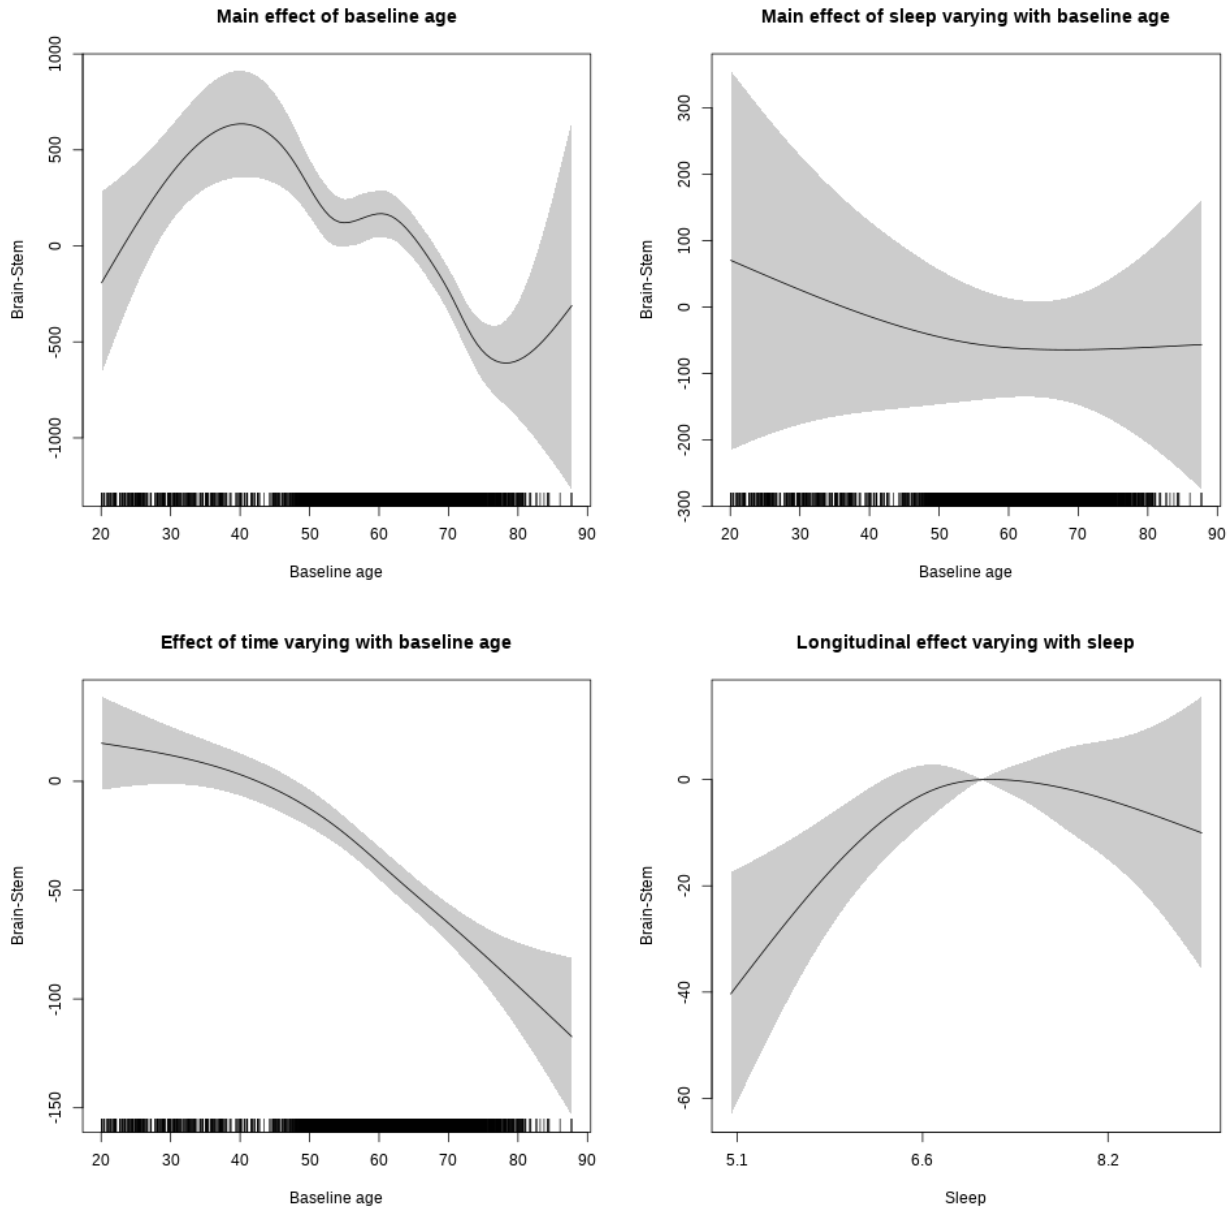 Main effect of baseline age
Brain-Stem
1000
500
0
-500
-1000
20 30 40 50 60 70 80 90
Baseline age
Main effect of sleep varying with baseline age
Brain-Stem
300
200
100
0
-100
-200
-300
20 30 40 50 60 70 80 90
Baseline age
Effect of time varying with baseline age
Brain-Stem
0
-50
-100
-150
20 30 40 50 60 70 80 90
Baseline age
Longitudinal effect varying with sleep
Brain-Stem
0
-20
-40
-60
5.1 6.6 8.2
Sleep